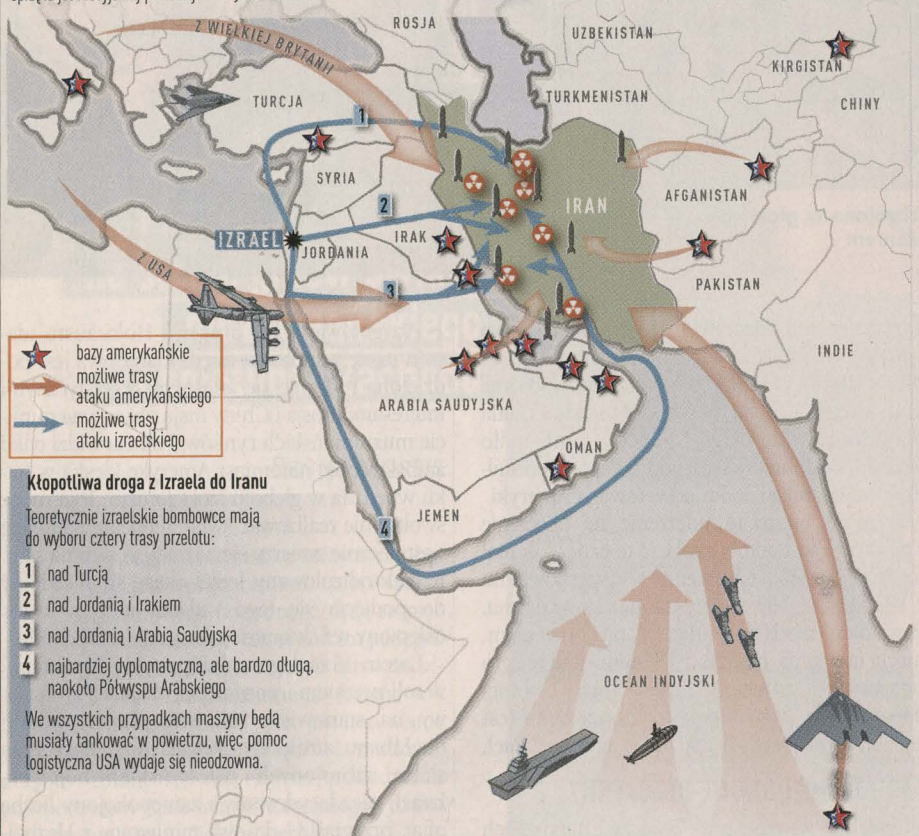 ROSJA
UZBEKISTAN
KIRGISTAN
Z WIELKIEJ BRYTANII
TURCJA
1
TURKMENISTAN
CHINY
SYRIA
AFGANISTAN
2
IRAN
IZRAEL
IRAK
JORDANIA
Z USA
3
PAKISTAN
INDIE
bazy amerykańskie
możliwe trasy
ataku amerykańskiego
możliwe trasy
ataku izraelskiego
ARABIA SAUDYJSKA
OMAN
JEMEN
4
OCEAN INDYJSKI
Kłopotliwa droga z Izraela do Iranu
Teoretycznie izraelskie bombowce mają
do wyboru cztery trasy przelotu:
1 nad Turcją
2 nad Jordanią i Irakiem
3 nad Jordanią i Arabią Saudyjską
4 najbardziej dyplomatyczną, ale bardzo długą,
naokoło Półwyspu Arabskiego
We wszystkich przypadkach maszyny będą
musiały tankować w powietrzu, więc pomoc
logistyczna USA wydaje się nieodzowna.